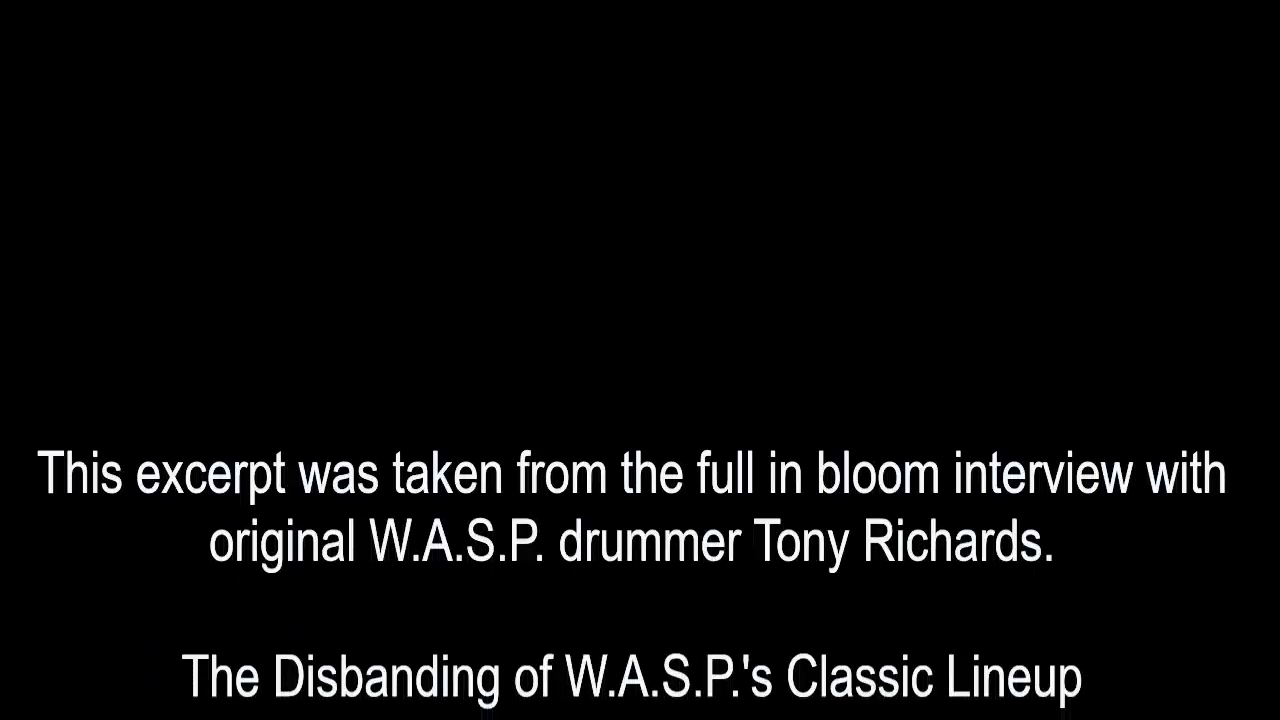 This excerpt was taken from the full in bloom interview with
original W.A.S.P. drummer Tony Richards.
The Disbanding of W.A.S.P.'s Classic Lineup